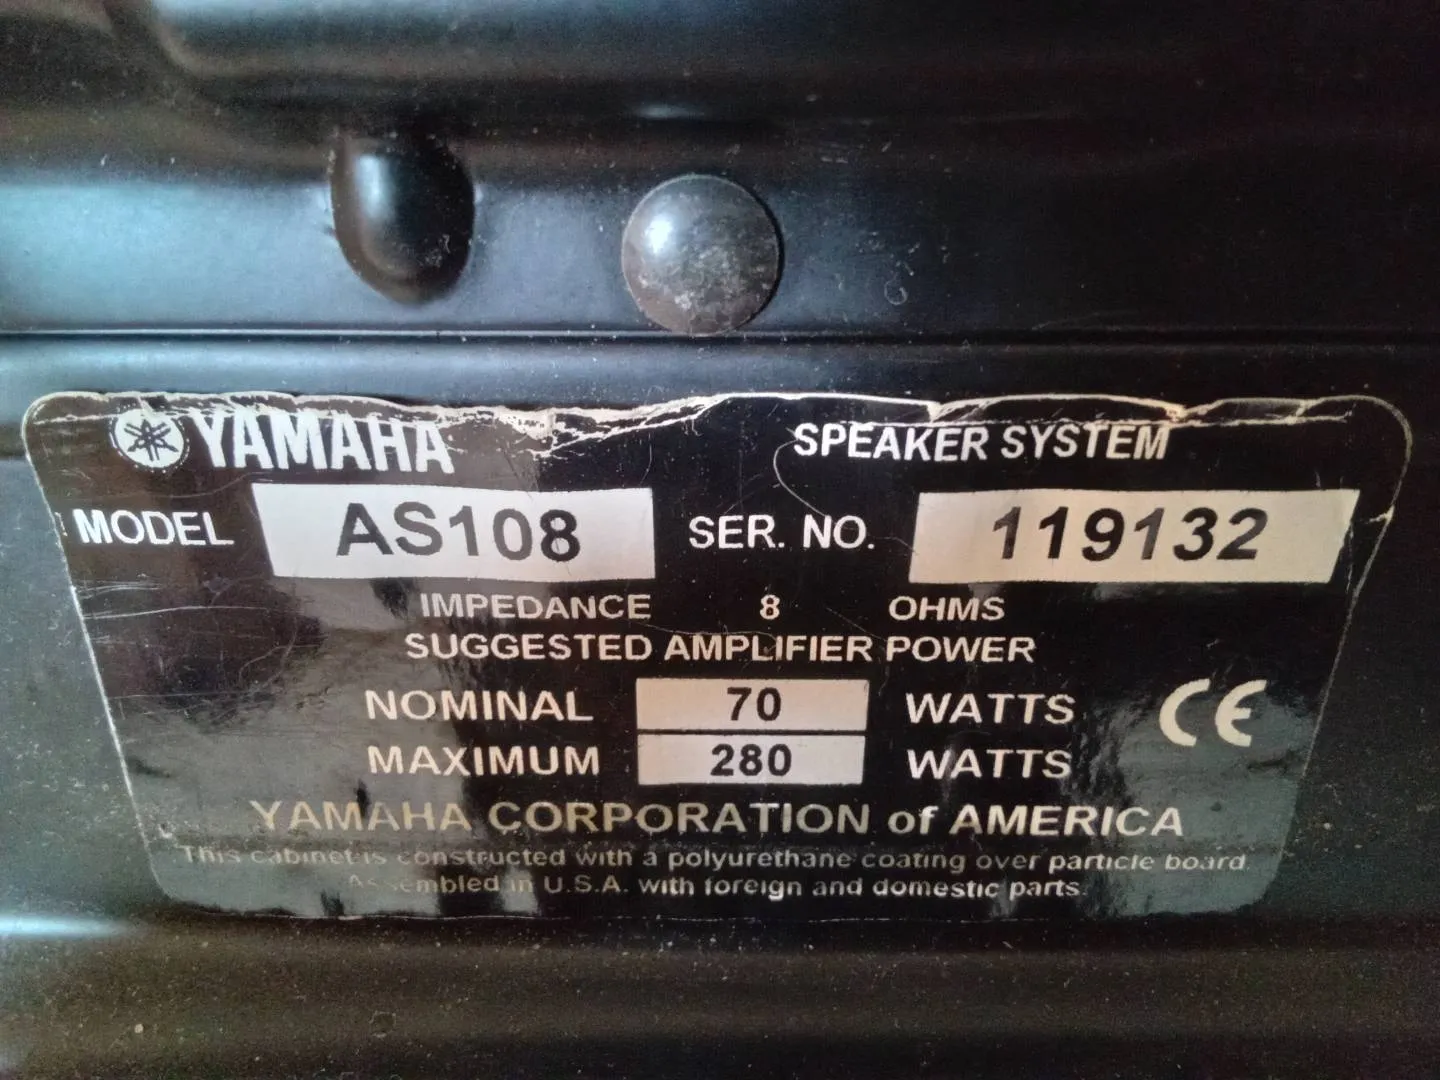 YAMAHA SPEAKER SYSTEM
MODEL AS108 SER. NO. 119132
IMPEDANCE 8 OHMS
SUGGESTED AMPLIFIER POWER
NOMINAL 70 WATTS CE
MAXIMUM 280 WATTS
YAMAHA CORPORATION of AMERICA
This cabinet is constructed with a polyurethane coating over particle board.
Assembled in U.S.A. with foreign and domestic parts.